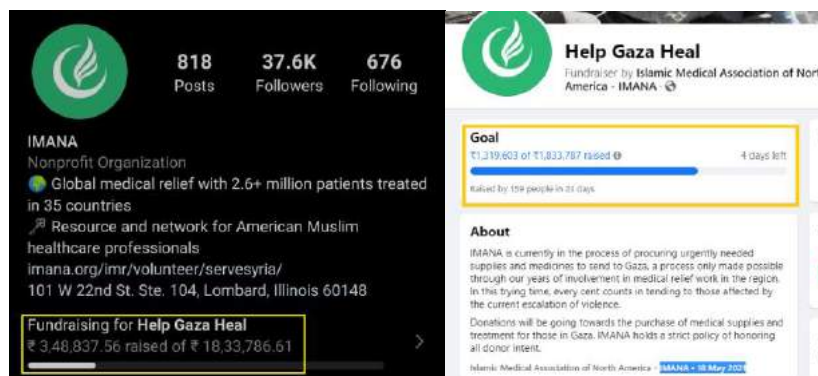 818 37.6K 676
Posts Followers Following
IMANA
Nonprofit Organization
Global medical relief with 2.6+ million patients treated
in 35 countries
Resource and network for American Muslim
healthcare professionals
imana.org/imr/volunteer/servesyria/
101 W 22nd St. Ste. 104, Lombard, Illinois 60148
Fundraising for Help Gaza Heal
₹ 3,48,837.56 raised of ₹ 18,33,786.61
Help Gaza Heal
Fundraiser by Islamic Medical Association of Nort
America - IMANA
Goal
₹1,319,603 of ₹1,833,787 raised
4 days left
Raised by 159 people in days
About
IMANA is currently in the process of procuring urgently needed
supplies and medicines to send to Gaza, a process only made possible
through our years of involvement in medical relief work in the region.
In this trying time, every cent counts in tending to those affected by
the current escalation of violence.
Donations will be going towards the purchase of medical supplies and
treatment for those in Gaza. IMANA holds a strict policy of honoring
all donor intent.
Islamic Medical Association of North America - IMANA • 18 May 2021